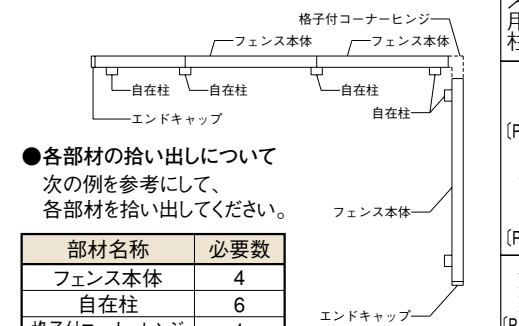 格子付コーナーヒンジ
フェンス本体
フェンス本体
自在柱
自在柱
自在柱
自在柱
エンドキャップ
●各部材の拾い出しについて
次の例を参考にして、
各部材を拾い出してください。
フェンス本体
エンドキャップ
部材名称 必要数
フェンス本体 4
自在柱 6
用
柱